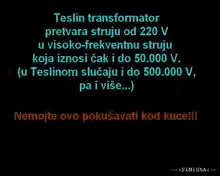 Teslin transformator
pretvara struju od 220 V
u visoko-frekventnu struju
koja iznosi čak i do 50.000 V.
(u Teslinom slučaju i do 500.000 V,
pa i više...)
Nemojte ovo pokušavati kod kuce!!!